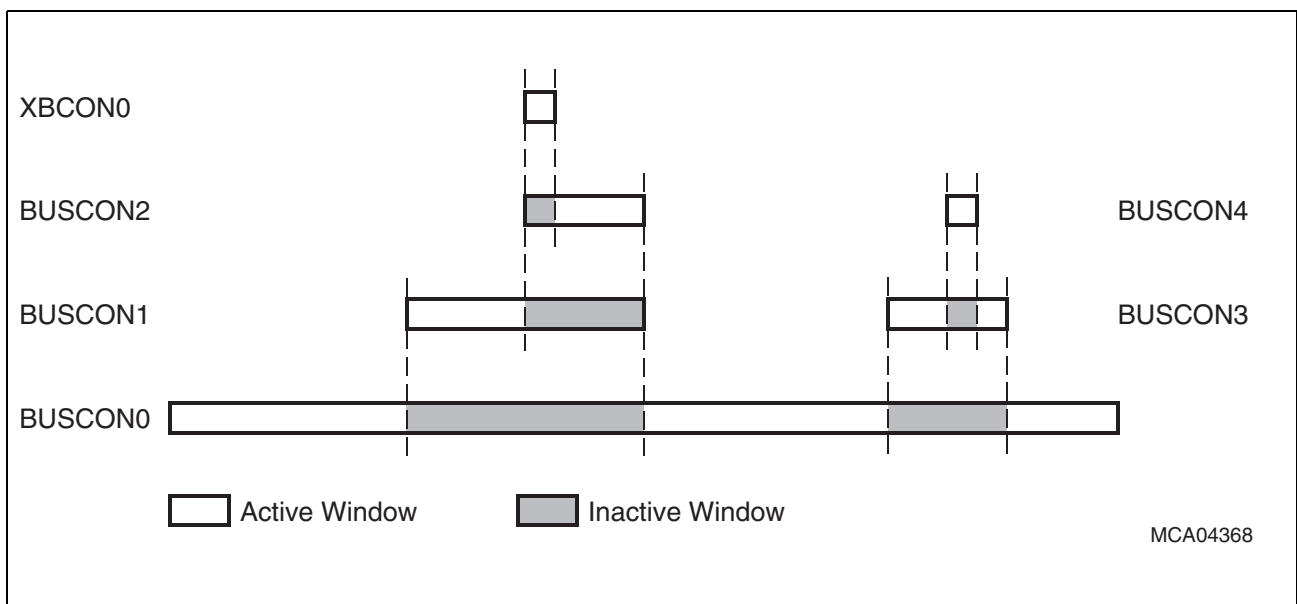 XBCON0
BUSCON2
BUSCON4
BUSCON1
BUSCON3
BUSCON0
Active Window
Inactive Window
MCA04368